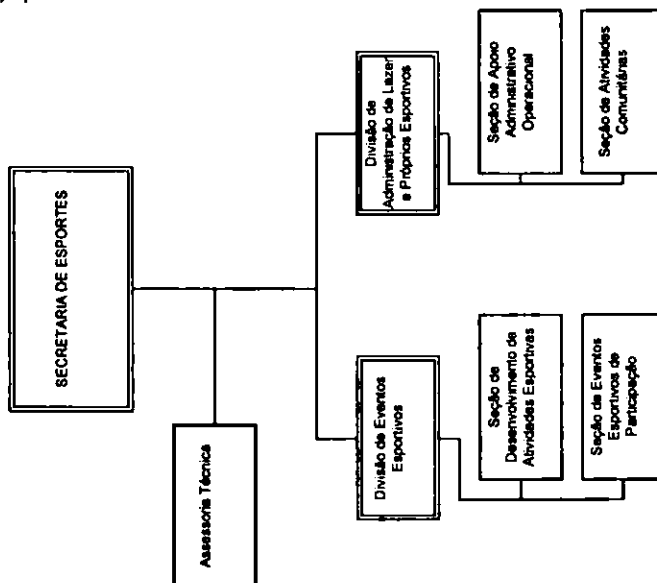 SECRETARIA DE ESPORTES
Assessoria Técnica
Divisão de Eventos
Esportivos
Divisão de
Administração de Lazer
e Próprios Esportivos
Seção de
Desenvolvimento de
Atividades Esportivas
Seção de Eventos
Esportivos de
Participação
Seção de Apoio
Administrativo
Operacional
Seção de Atividades
Comunitárias